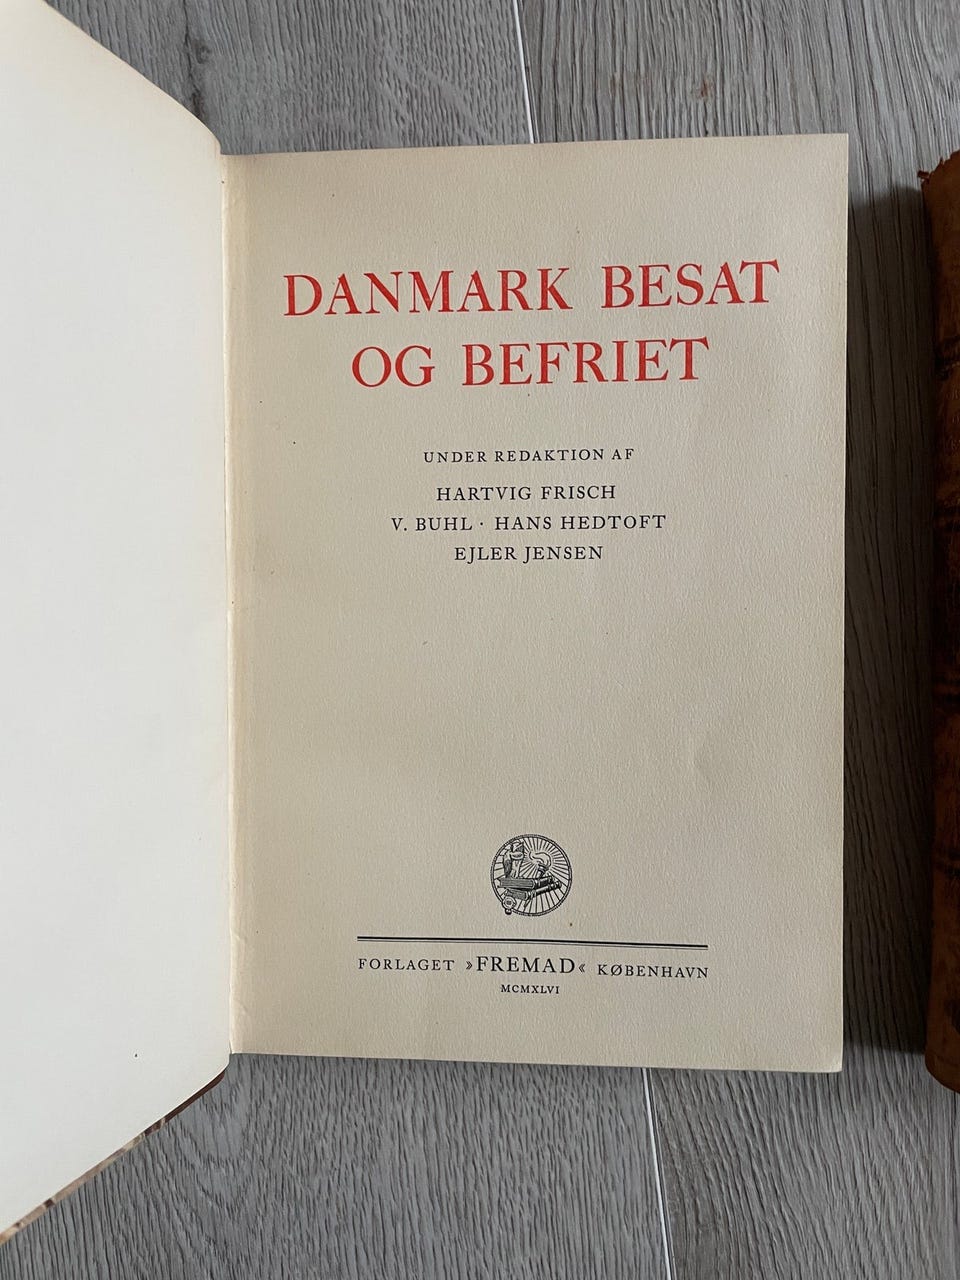 DANMARK BESAT
OG BEFRIET
UNDER REDAKTION AF
HARTVIG FRISCH
V. BUHL · HANS HEDTOFT
EJLER JENSEN
FORLAGET »FREMAD« KØBENHAVN
MCMXLVI